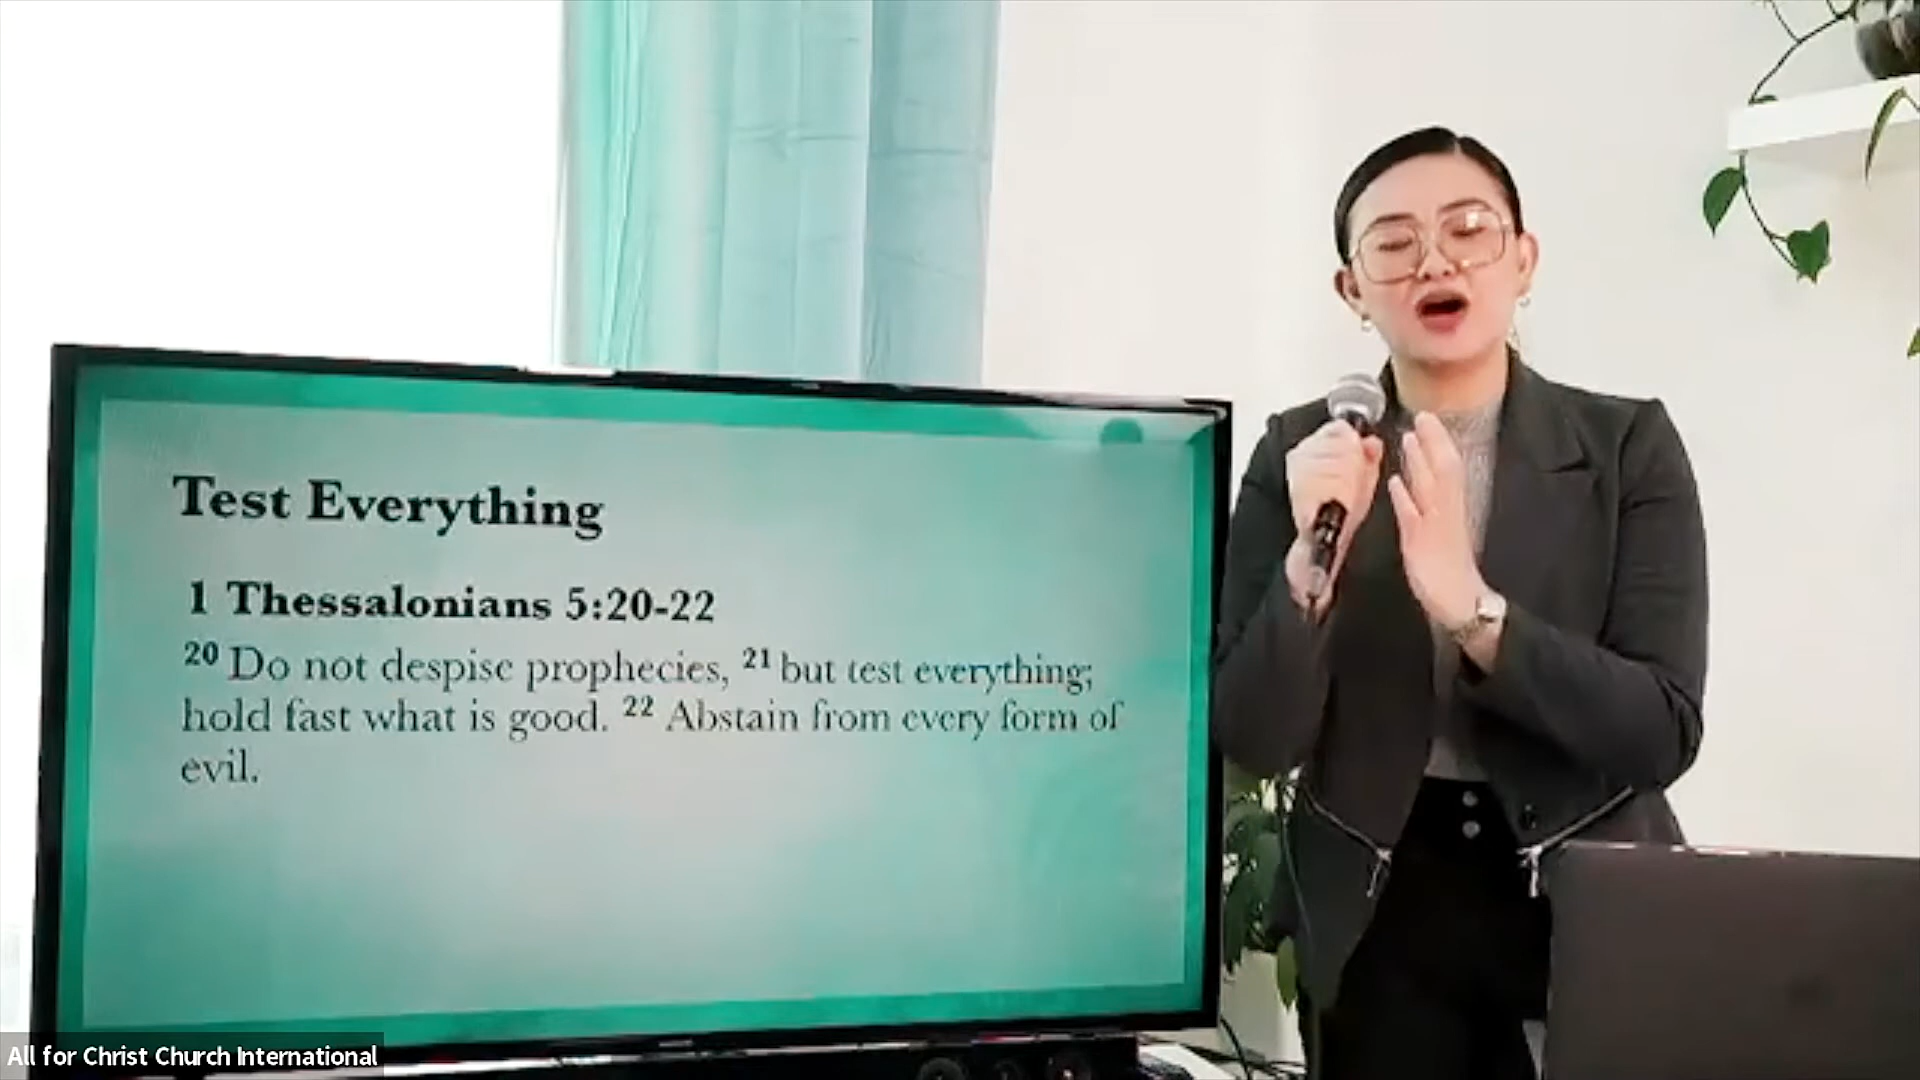 Test Everything
1 Thessalonians 5:20-22
20 Do not despise prophecies, 21 but test everything;
hold fast what is good. 22 Abstain from every form of
evil.
All for Christ Church International